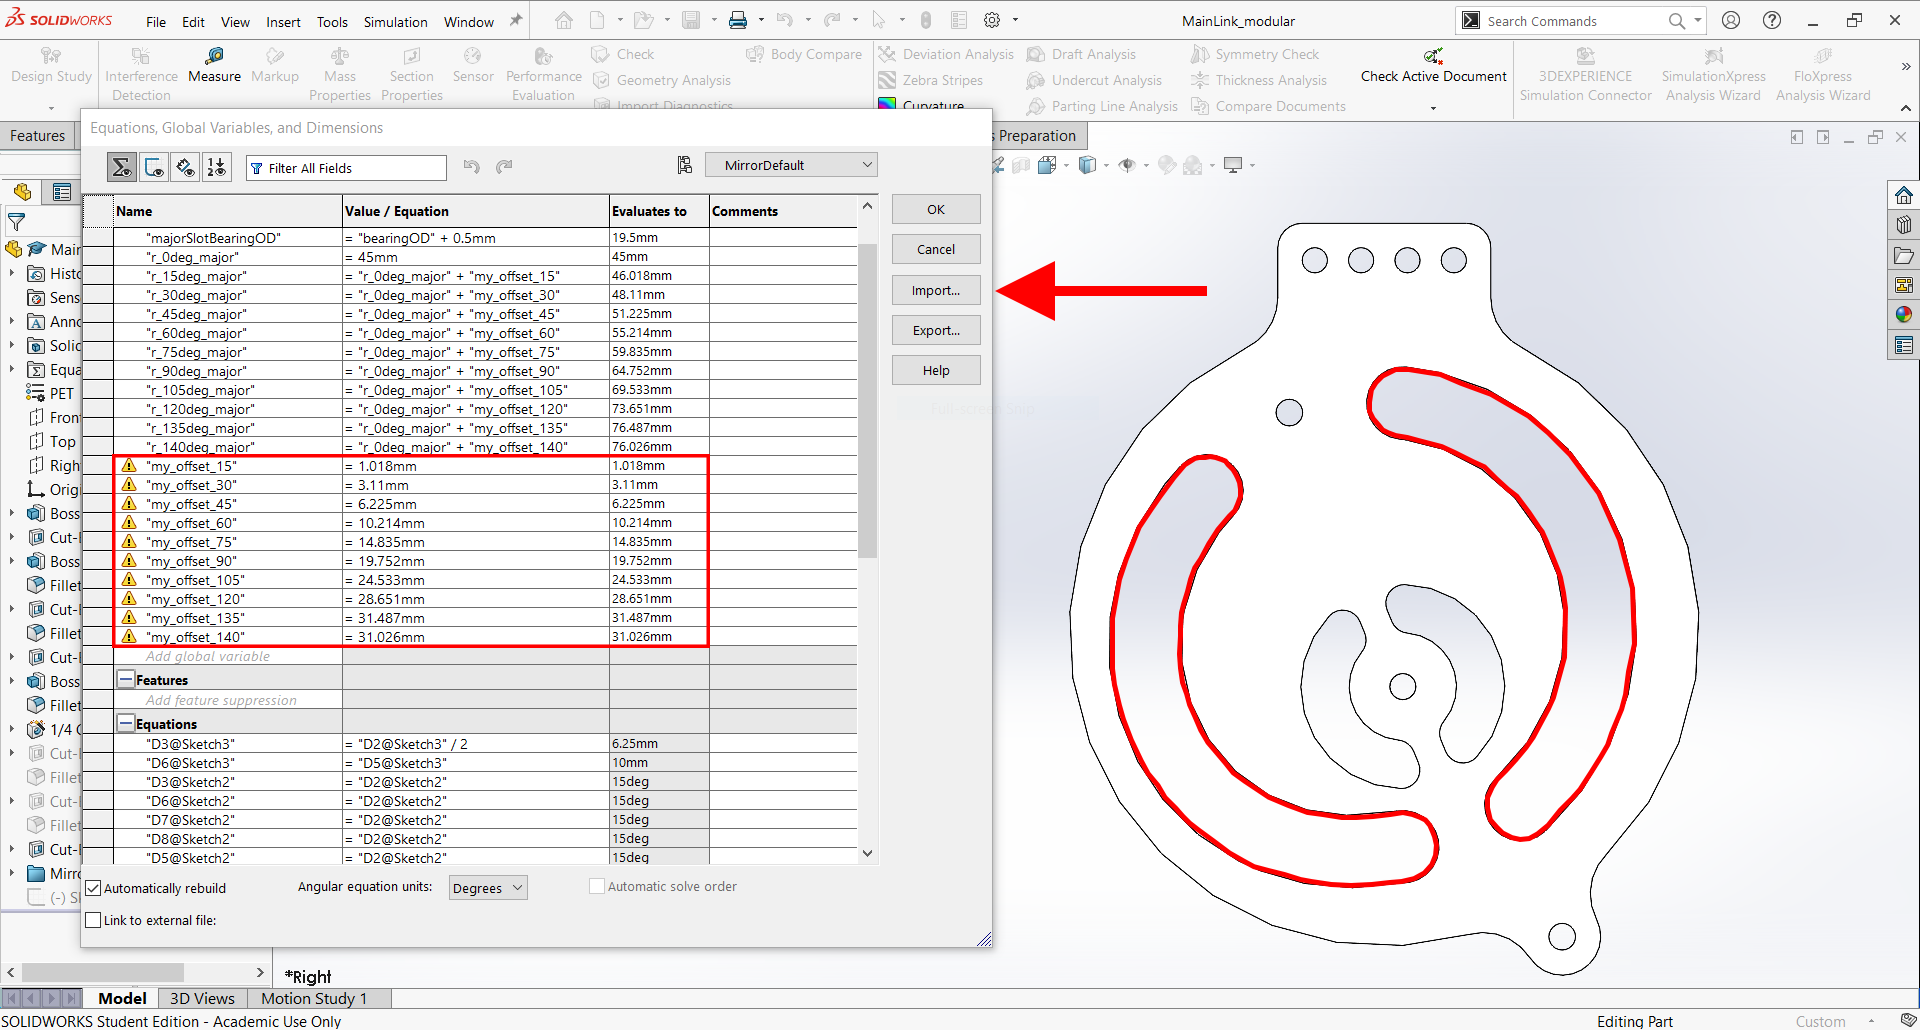 SOLIDWORKS File Edit View Insert Tools Simulation Window MainLink_modular Search Commands
Design Study Interference Detection Measure Markup Mass Properties Section Properties Sensor Performance Evaluation
Check Body Compare Deviation Analysis Draft Analysis Symmetry Check
Geometry Analysis Zebra Stripes Undercut Analysis Thickness Analysis
Import Diagnostics Curvature Parting Line Analysis Compare Documents
Check Active Document 3DEXPERIENCE Simulation Connector SimulationXpress Analysis Wizard FloXpress Analysis Wizard
Features
s Preparation
Equations, Global Variables, and Dimensions
Filter All Fields MirrorDefault
Name Value / Equation Evaluates to Comments
"majorSlotBearingOD" = "bearingOD" + 0.5mm 19.5mm
"r_0deg_major" = 45mm 45mm
"r_15deg_major" = "r_0deg_major" + "my_offset_15" 46.018mm
"r_30deg_major" = "r_0deg_major" + "my_offset_30" 48.11mm
"r_45deg_major" = "r_0deg_major" + "my_offset_45" 51.225mm
"r_60deg_major" = "r_0deg_major" + "my_offset_60" 55.214mm
"r_75deg_major" = "r_0deg_major" + "my_offset_75" 59.835mm
"r_90deg_major" = "r_0deg_major" + "my_offset_90" 64.752mm
"r_105deg_major" = "r_0deg_major" + "my_offset_105" 69.533mm
"r_120deg_major" = "r_0deg_major" + "my_offset_120" 73.651mm
"r_135deg_major" = "r_0deg_major" + "my_offset_135" 76.487mm
"r_140deg_major" = "r_0deg_major" + "my_offset_140" 76.026mm
"my_offset_15" = 1.018mm 1.018mm
"my_offset_30" = 3.11mm 3.11mm
"my_offset_45" = 6.225mm 6.225mm
"my_offset_60" = 10.214mm 10.214mm
"my_offset_75" = 14.835mm 14.835mm
"my_offset_90" = 19.752mm 19.752mm
"my_offset_105" = 24.533mm 24.533mm
"my_offset_120" = 28.651mm 28.651mm
"my_offset_135" = 31.487mm 31.487mm
"my_offset_140" = 31.026mm 31.026mm
Add global variable
Features
Add feature suppression
Equations
"D3@Sketch3" = "D2@Sketch3" / 2 6.25mm
"D6@Sketch3" = "D5@Sketch3" 10mm
"D3@Sketch2" = "D2@Sketch2" 15deg
"D6@Sketch2" = "D2@Sketch2" 15deg
"D7@Sketch2" = "D2@Sketch2" 15deg
"D8@Sketch2" = "D2@Sketch2" 15deg
"D5@Sketch2" = "D2@Sketch2" 15deg
OK
Cancel
Import...
Export...
Help
Automatically rebuild Angular equation units: Degrees Automatic solve order
Link to external file:
Main
Histo
Sens
Anno
Solid
Equa
PET
Fron
Top
Righ
Origi
Boss
Cut-
Boss
Fillet
Cut-
Fillet
Cut-
Boss
Fillet
1/4 C
Cut-
Fillet
Cut-
Fillet
Cut-
Mirro
(-) S
*Right
Model 3D Views Motion Study 1
SOLIDWORKS Student Edition - Academic Use Only Editing Part Custom